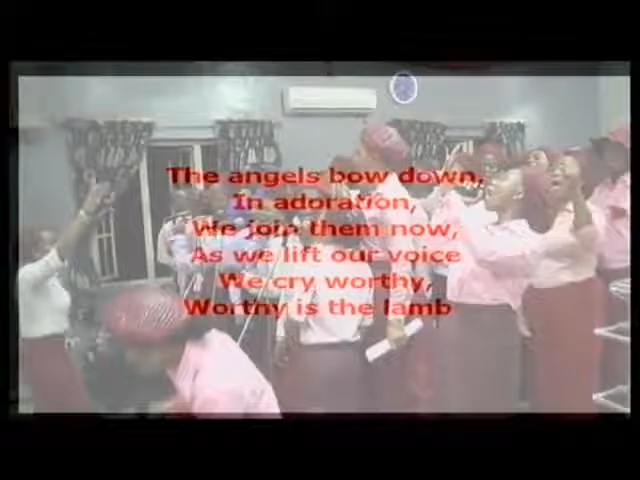 The angels bow down,
In adoration,
We join them now,
As we lift our voice
We cry worthy,
Worthy is the lamb